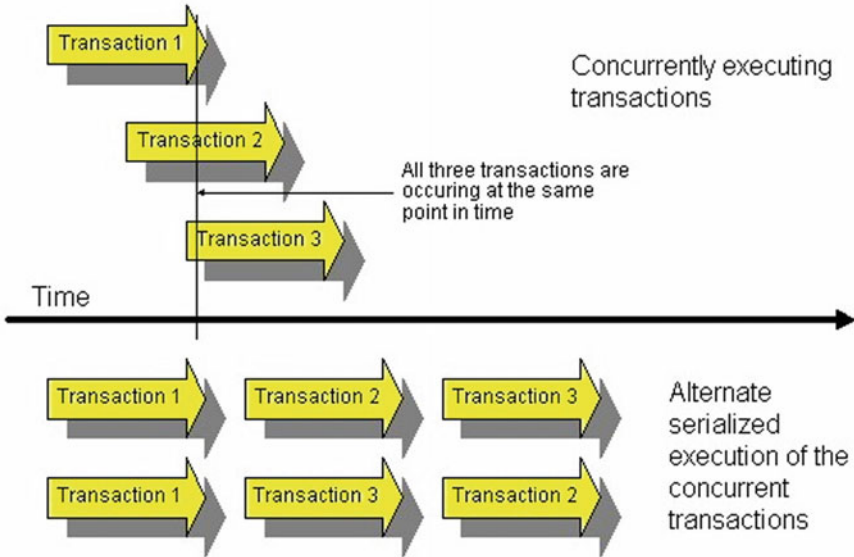 Transaction 1
Concurrently executing
transactions
Transaction 2
All three transactions are
occuring at the same
point in time
Transaction 3
Time
Transaction 1
Transaction 2
Transaction 3
Alternate
serialized
execution of the
concurrent
transactions
Transaction 1
Transaction 3
Transaction 2